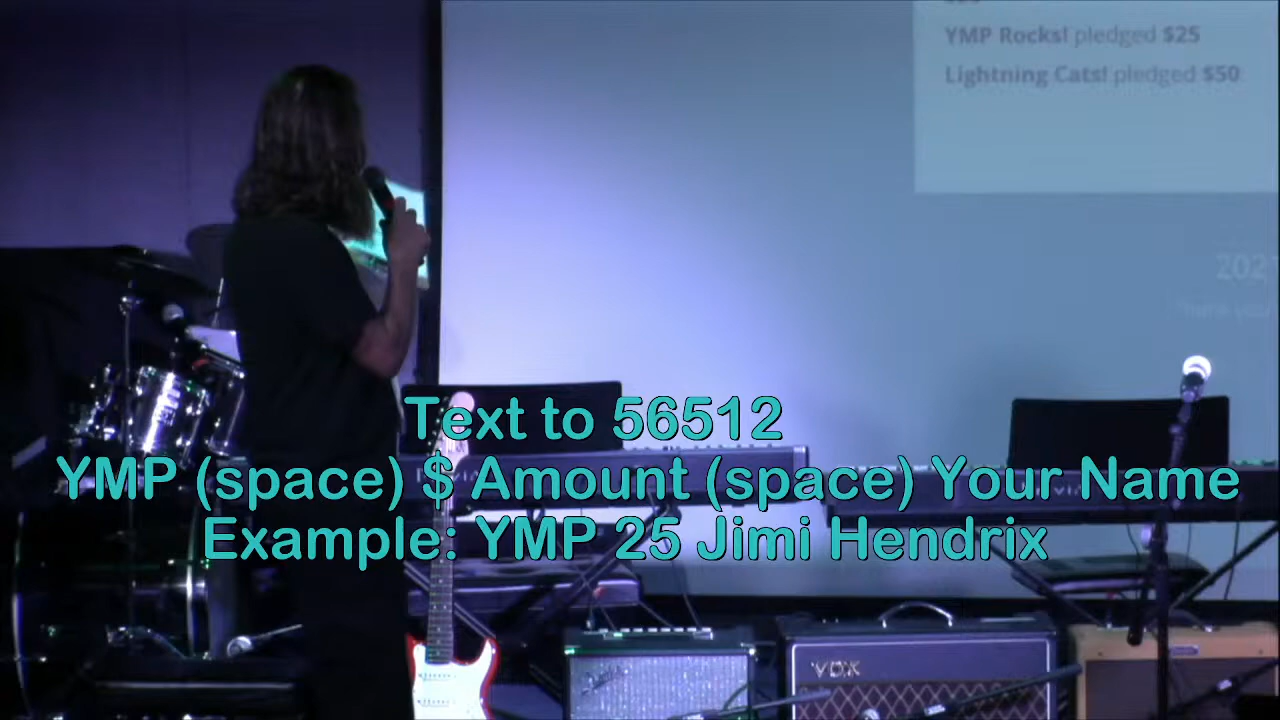 YMP Rocks! pledged $25
Lightning Cats! pledged $50
Text to 56512
YMP (space) $ Amount (space) Your Name
Example: YMP 25 Jimi Hendrix
VOX